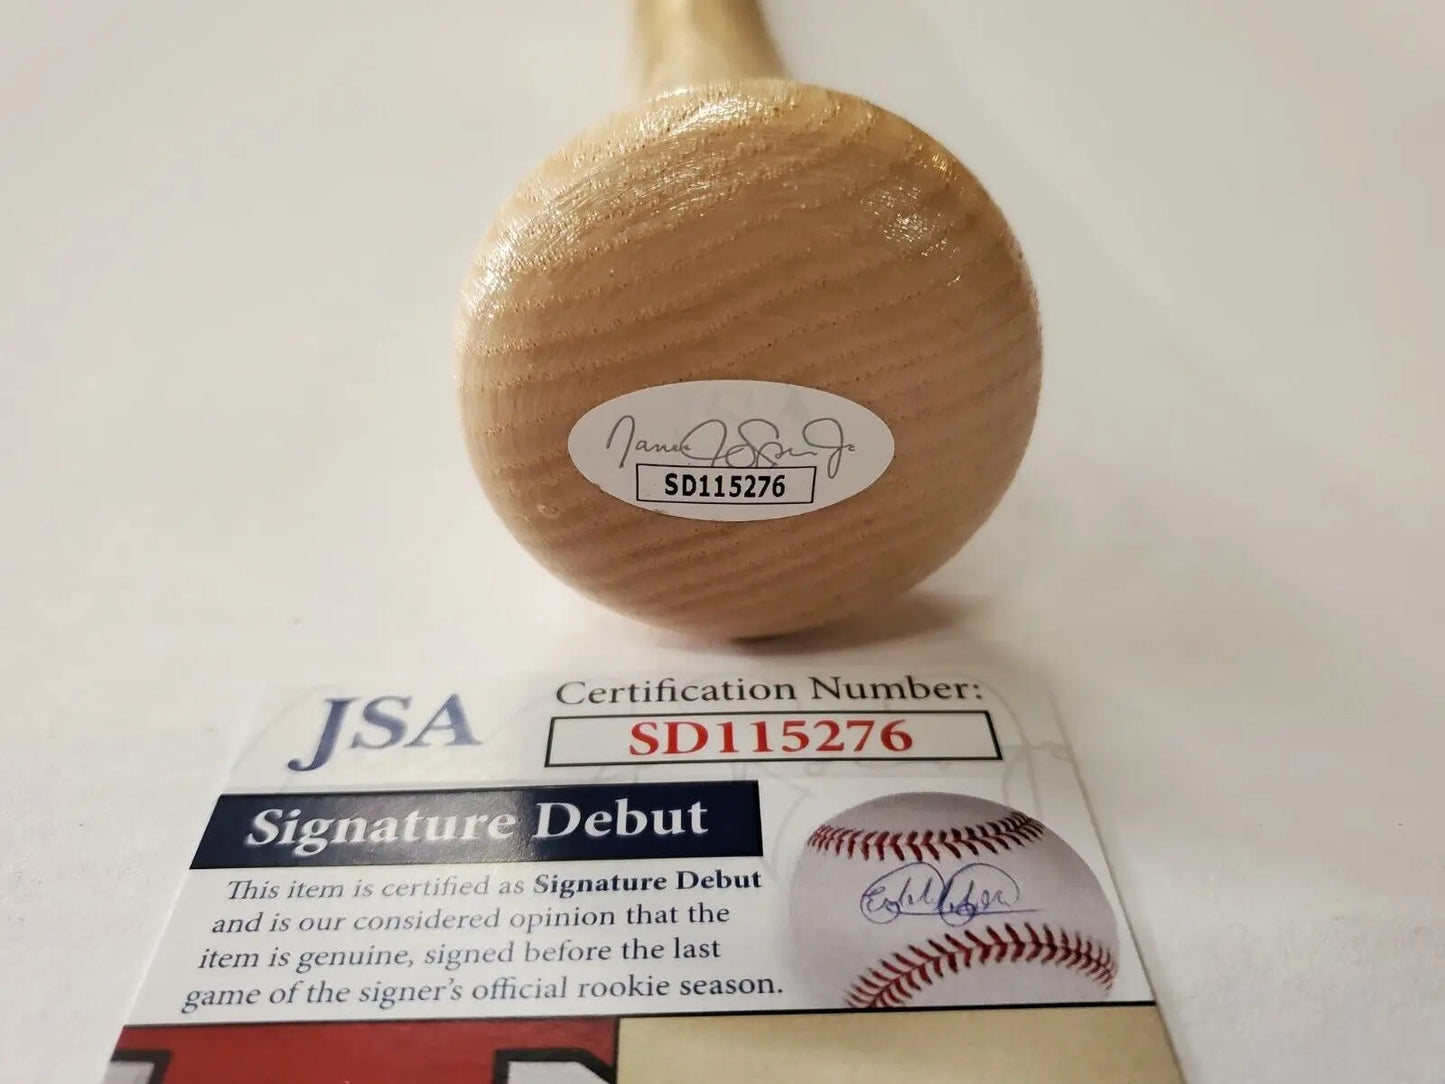 SD115276
JSA
Certification Number:
SD115276
Signature Debut
This item is certified as Signature Debut
and is our considered opinion that the
item is genuine, signed before the last
game of the signer's official rookie season.